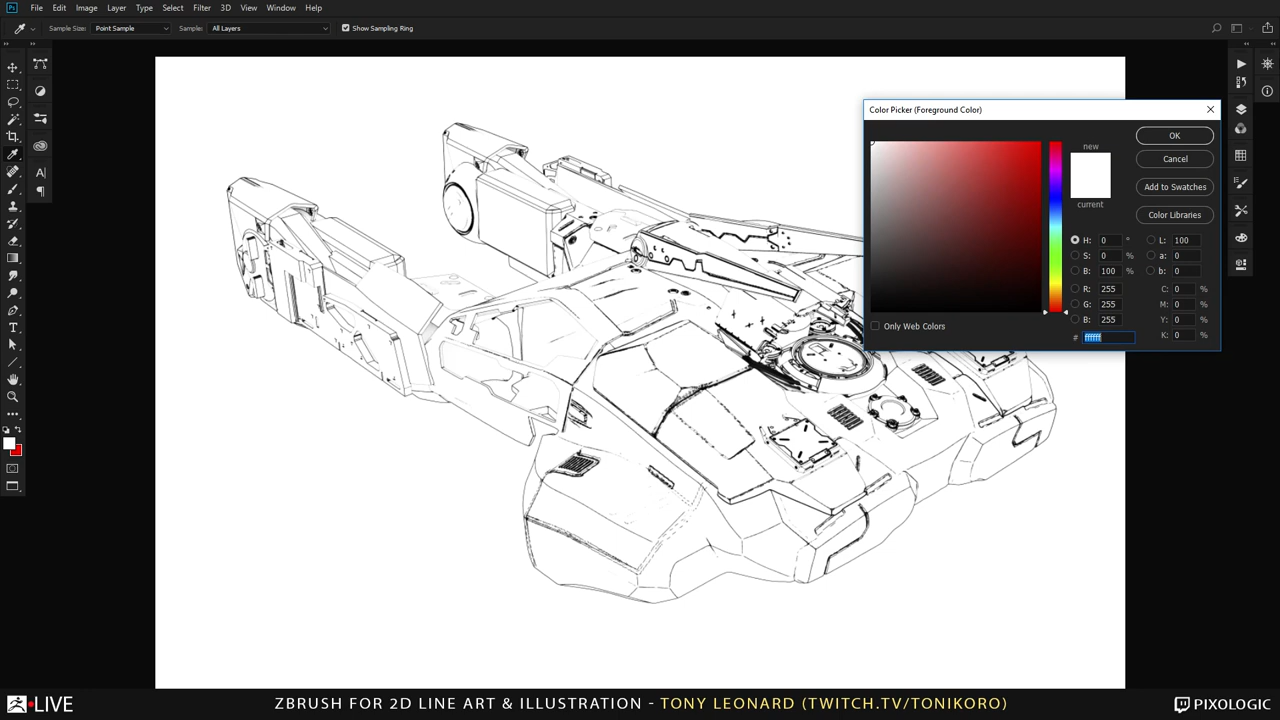 Ps File Edit Image Layer Type Select Filter 3D View Window Help
Sample Size: Point Sample Sample: All Layers Show Sampling Ring
Color Picker (Foreground Color)
new
current
OK
Cancel
Add to Swatches
Color Libraries
H: 0 ° L: 100
S: 0 % a: 0
B: 100 % b: 0
R: 255 C: 0 %
G: 255 M: 0 %
B: 255 Y: 0 %
# ffffff K: 0 %
Only Web Colors
LIVE
ZBRUSH FOR 2D LINE ART & ILLUSTRATION - TONY LEONARD (TWITCH.TV/TONIKORO)
PIXOLOGIC